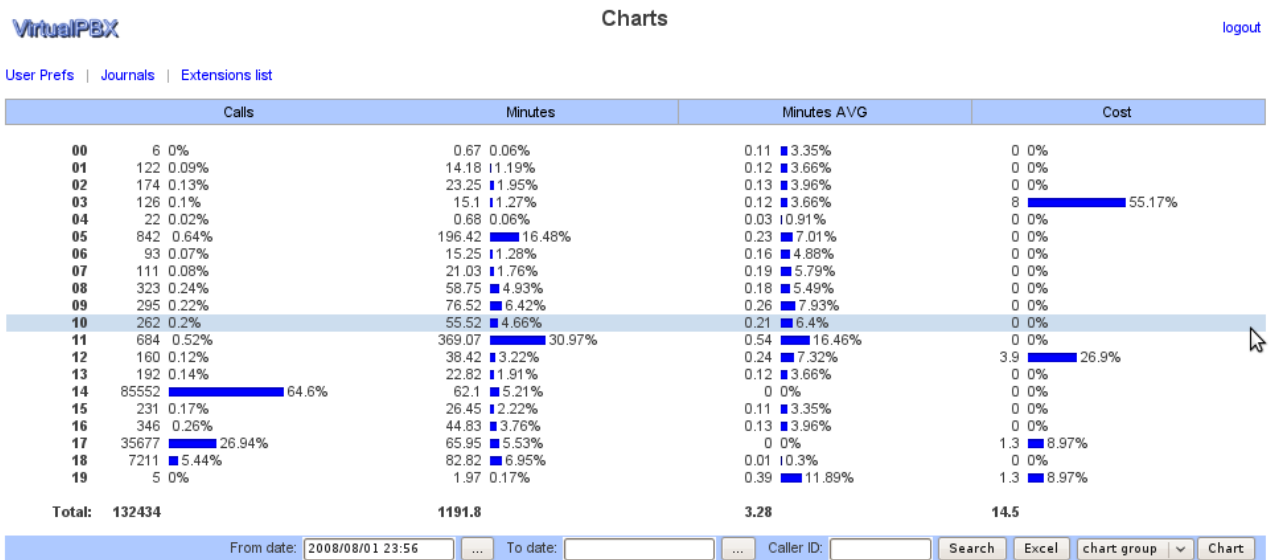 VirtualPBX
Charts
logout
User Prefs | Journals | Extensions list
Calls Minutes Minutes AVG Cost
00 6 0% 0.67 0.06% 0.11 3.35% 0 0%
01 122 0.09% 14.18 1.19% 0.12 3.66% 0 0%
02 174 0.13% 23.25 1.95% 0.13 3.96% 0 0%
03 126 0.1% 15.1 1.27% 0.12 3.66% 8 55.17%
04 22 0.02% 0.68 0.06% 0.03 0.91% 0 0%
05 842 0.64% 196.42 16.48% 0.23 7.01% 0 0%
06 93 0.07% 15.25 1.28% 0.16 4.88% 0 0%
07 111 0.08% 21.03 1.76% 0.19 5.79% 0 0%
08 323 0.24% 58.75 4.93% 0.18 5.49% 0 0%
09 295 0.22% 76.52 6.42% 0.26 7.93% 0 0%
10 262 0.2% 55.52 4.66% 0.21 6.4% 0 0%
11 684 0.52% 369.07 30.97% 0.54 16.46% 0 0%
12 160 0.12% 38.42 3.22% 0.24 7.32% 3.9 26.9%
13 192 0.14% 22.82 1.91% 0.12 3.66% 0 0%
14 85552 64.6% 62.1 5.21% 0 0% 0 0%
15 231 0.17% 26.45 2.22% 0.11 3.35% 0 0%
16 346 0.26% 44.83 3.76% 0.13 3.96% 0 0%
17 35677 26.94% 65.95 5.53% 0 0% 1.3 8.97%
18 7211 5.44% 82.82 6.95% 0.01 0.3% 0 0%
19 5 0% 1.97 0.17% 0.39 11.89% 1.3 8.97%
Total: 132434 1191.8 3.28 14.5
From date: 2008/08/01 23:56 ... To date: ... Caller ID: Search Excel chart group Chart